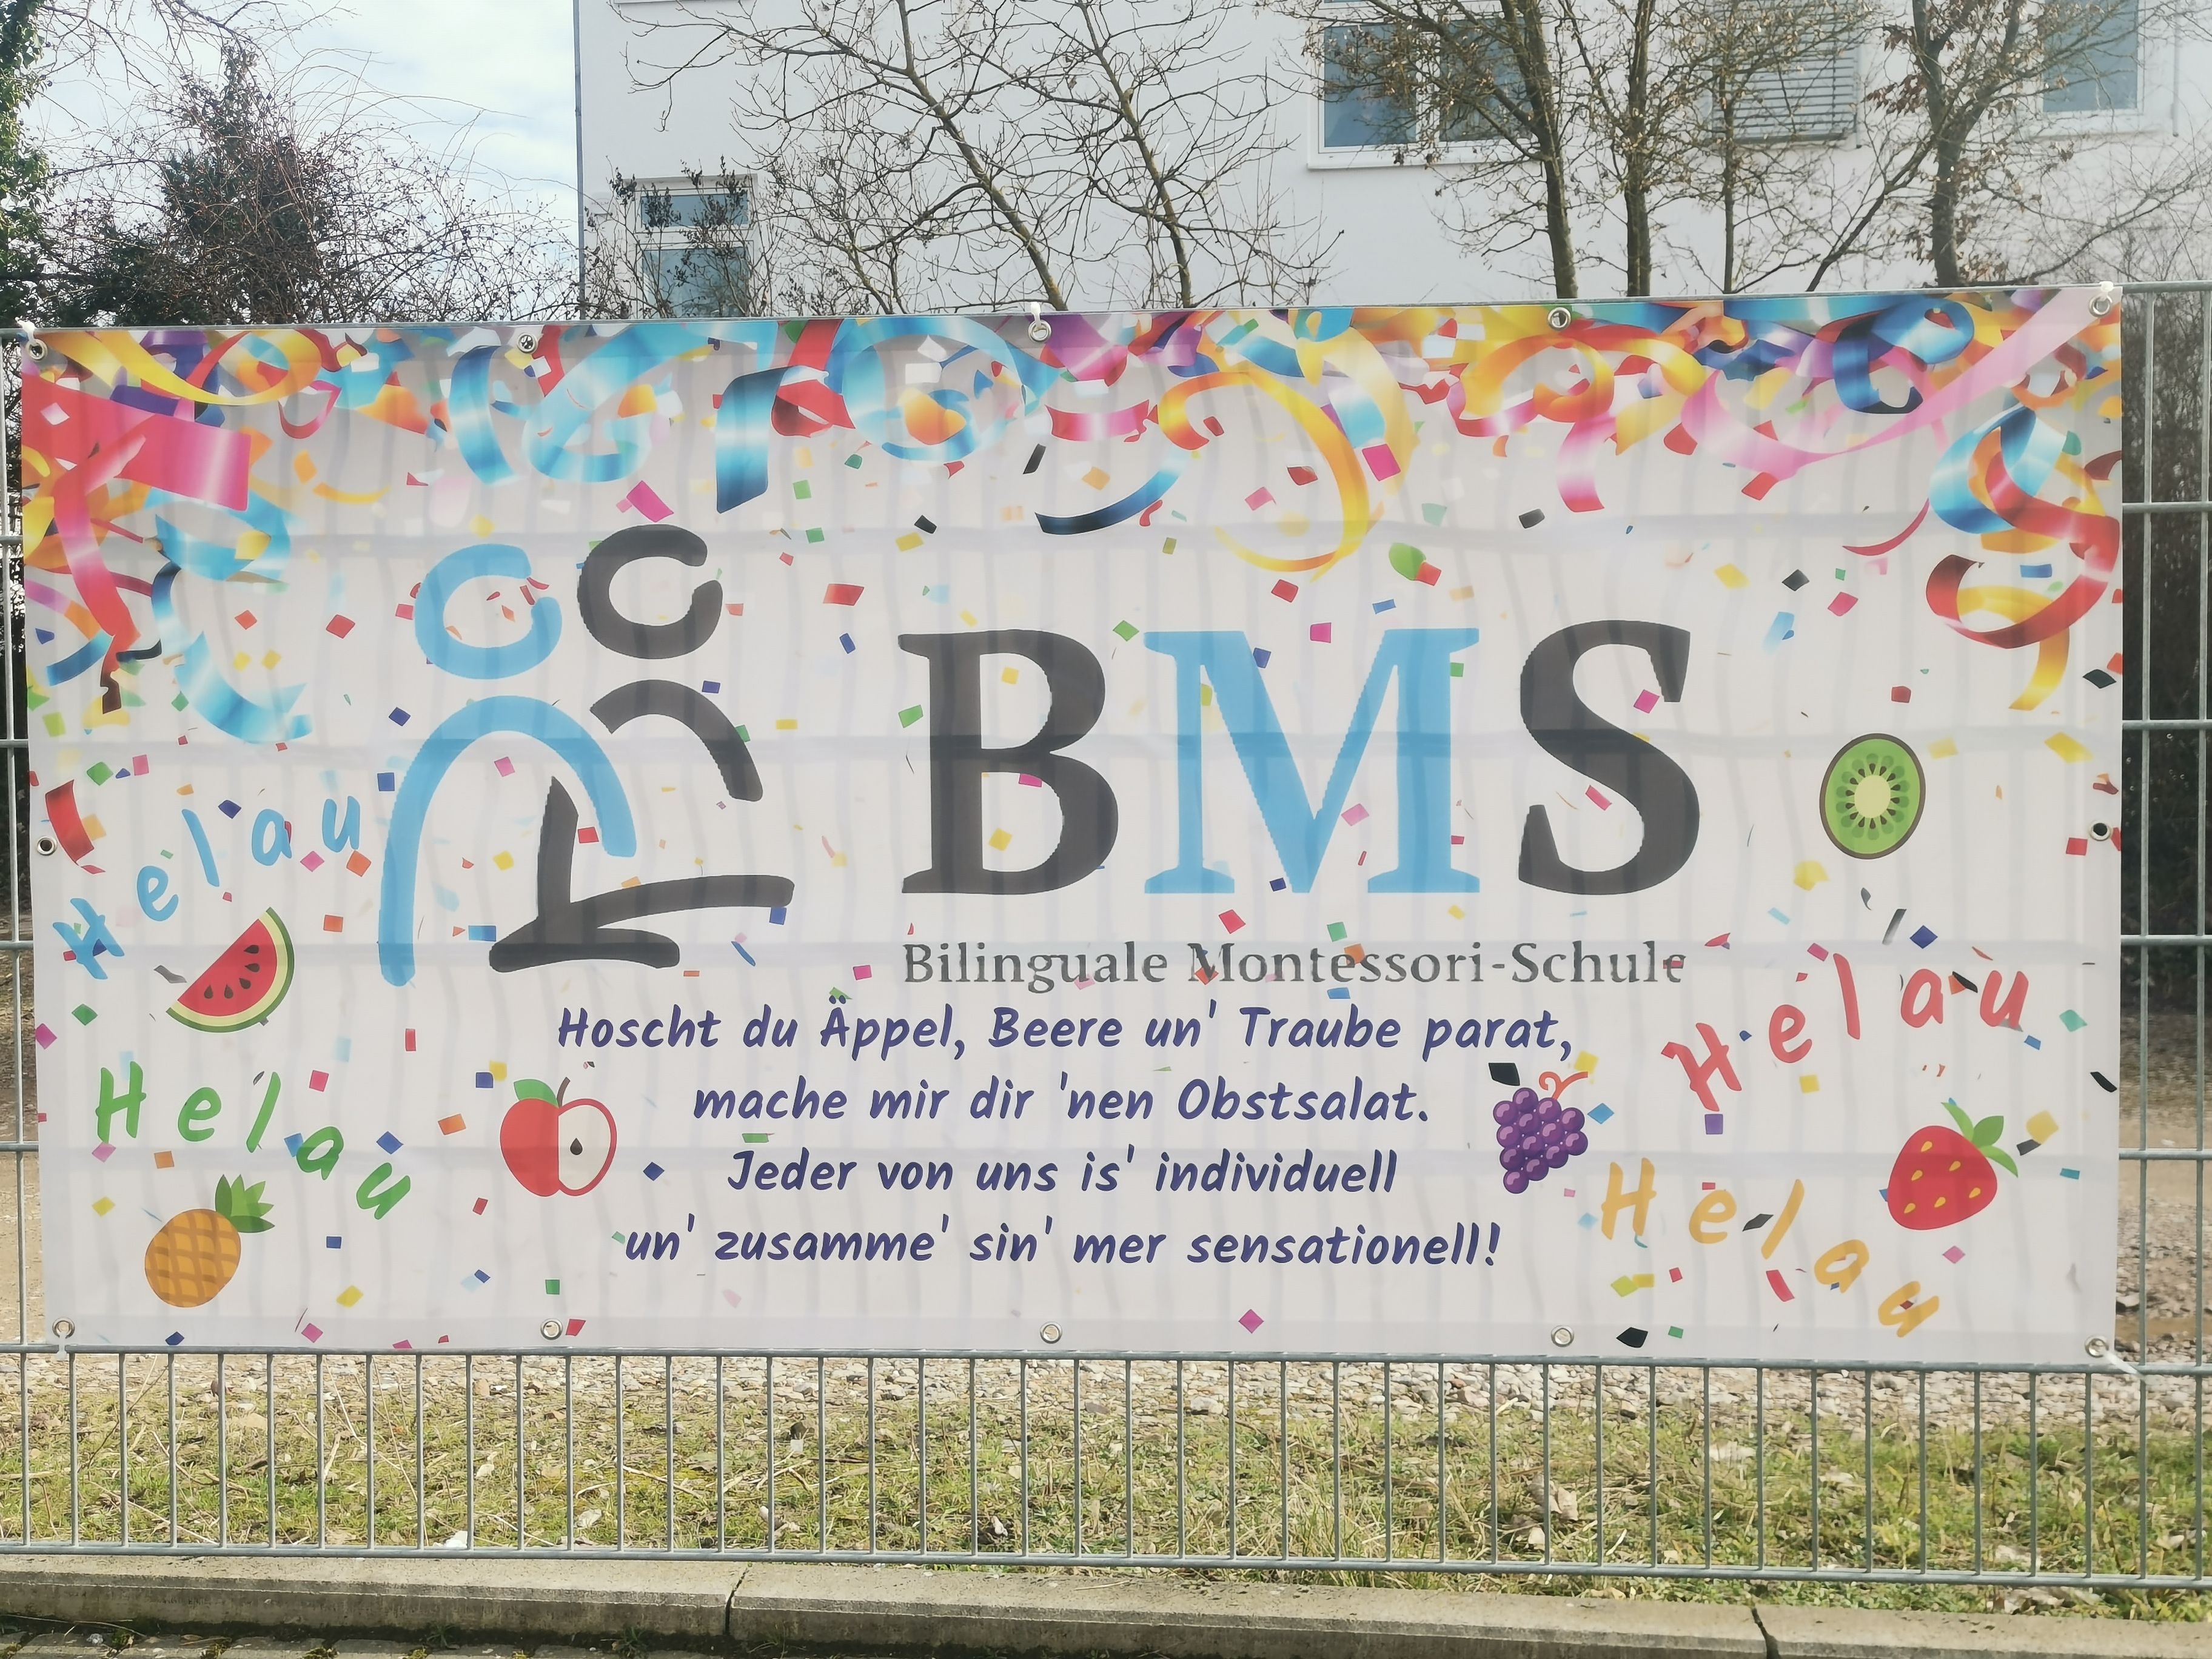 BMS
Bilinguale Montessori-Schule
Helau
Helau
Hoscht du Äppel, Beere un' Traube parat,
mache mir dir 'nen Obstsalat.
Jeder von uns is' individuell
un' zusamme' sin' mer sensationell!
Helau
Helau